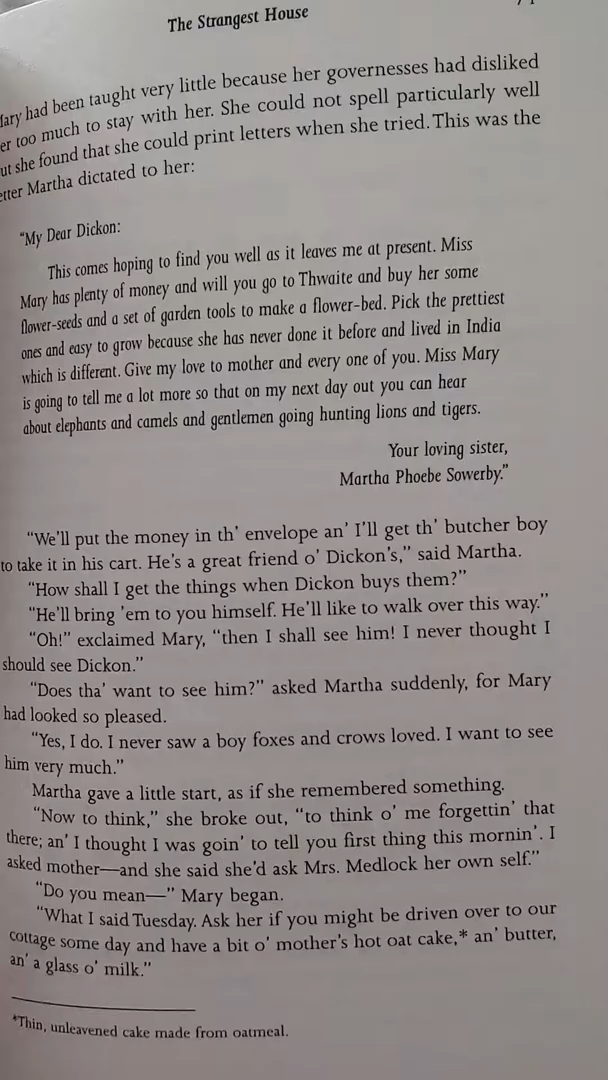 The Strangest House
Mary had been taught very little because her governesses had disliked
her too much to stay with her. She could not spell particularly well
but she found that she could print letters when she tried. This was the
letter Martha dictated to her:
“My Dear Dickon:
This comes hoping to find you well as it leaves me at present. Miss
Mary has plenty of money and will you go to Thwaite and buy her some
flower-seeds and a set of garden tools to make a flower-bed. Pick the prettiest
ones and easy to grow because she has never done it before and lived in India
which is different. Give my love to mother and every one of you. Miss Mary
is going to tell me a lot more so that on my next day out you can hear
about elephants and camels and gentlemen going hunting lions and tigers.
Your loving sister,
Martha Phoebe Sowerby.”
“We’ll put the money in th’ envelope an’ I’ll get th’ butcher boy
to take it in his cart. He’s a great friend o’ Dickon’s,” said Martha.
“How shall I get the things when Dickon buys them?”
“He’ll bring ’em to you himself. He’ll like to walk over this way.”
“Oh!” exclaimed Mary, “then I shall see him! I never thought I
should see Dickon.”
“Does tha’ want to see him?” asked Martha suddenly, for Mary
had looked so pleased.
“Yes, I do. I never saw a boy foxes and crows loved. I want to see
him very much.”
Martha gave a little start, as if she remembered something.
“Now to think,” she broke out, “to think o’ me forgettin’ that
there; an’ I thought I was goin’ to tell you first thing this mornin’. I
asked mother—and she said she’d ask Mrs. Medlock her own self.”
“Do you mean—” Mary began.
“What I said Tuesday. Ask her if you might be driven over to our
cottage some day and have a bit o’ mother’s hot oat cake,* an’ butter,
an’ a glass o’ milk.”
*Thin, unleavened cake made from oatmeal.